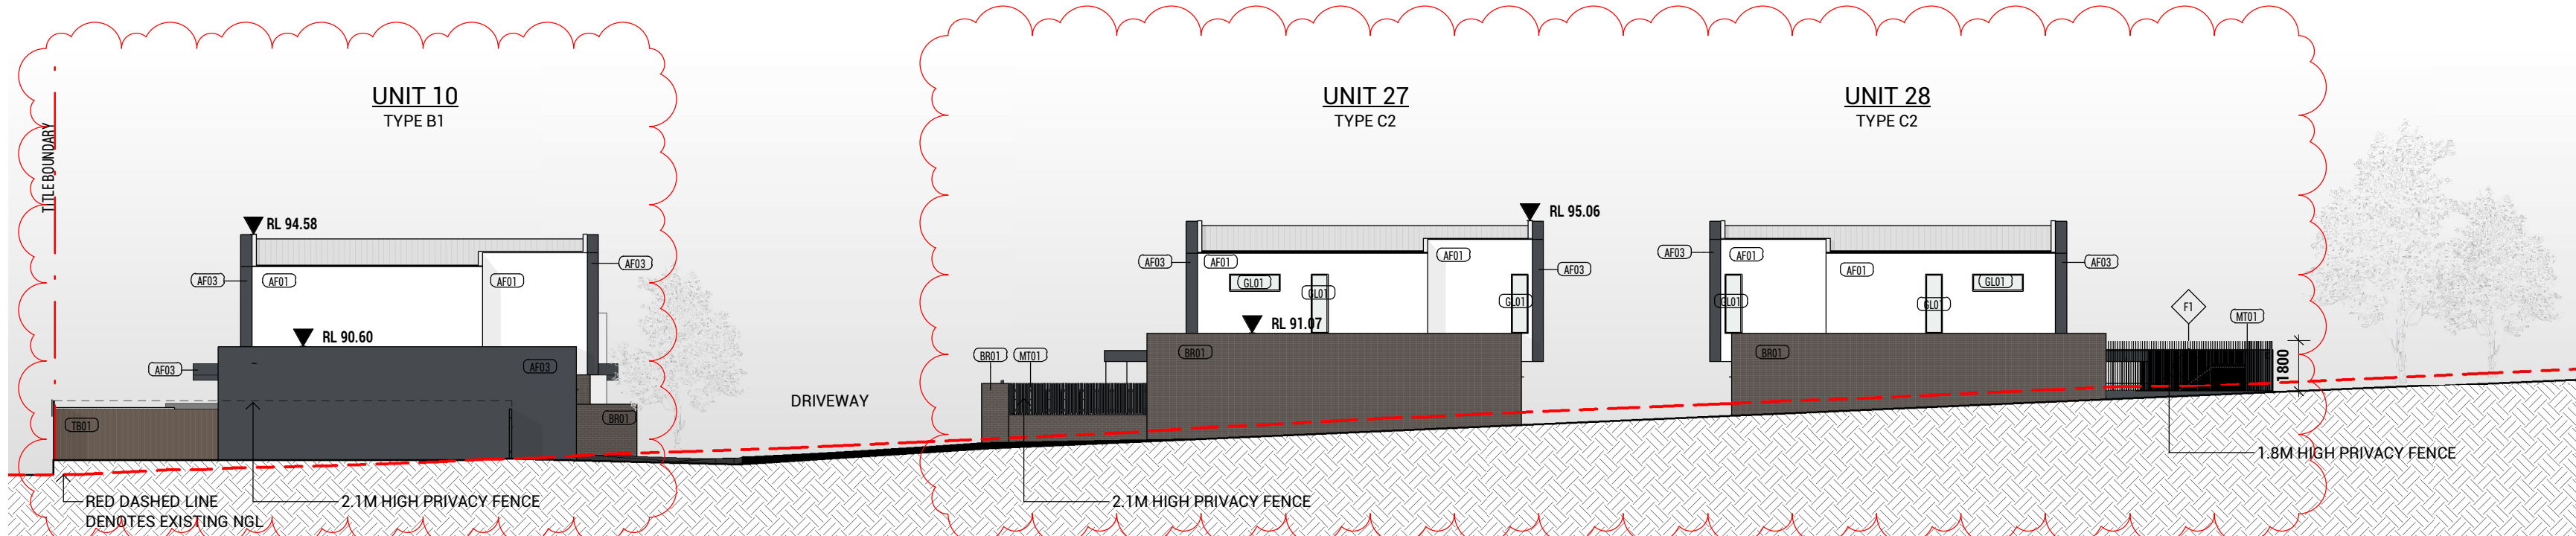 UNIT 10
TYPE B1
UNIT 27
TYPE C2
UNIT 28
TYPE C2
TITLE BOUNDARY
RL 94.58
RL 95.06
AF03
AF01
AF01
AF03
AF03
AF01
AF01
AF03
GL01
GL01
GL01
AF03
AF01
AF01
AF03
GL01
GL01
GL01
RL 90.60
RL 91.07
F1
MT01
AF03
AF03
BR01
MT01
BR01
BR01
1800
TB01
BR01
DRIVEWAY
RED DASHED LINE
DENOTES EXISTING NGL
2.1M HIGH PRIVACY FENCE
2.1M HIGH PRIVACY FENCE
1.8M HIGH PRIVACY FENCE